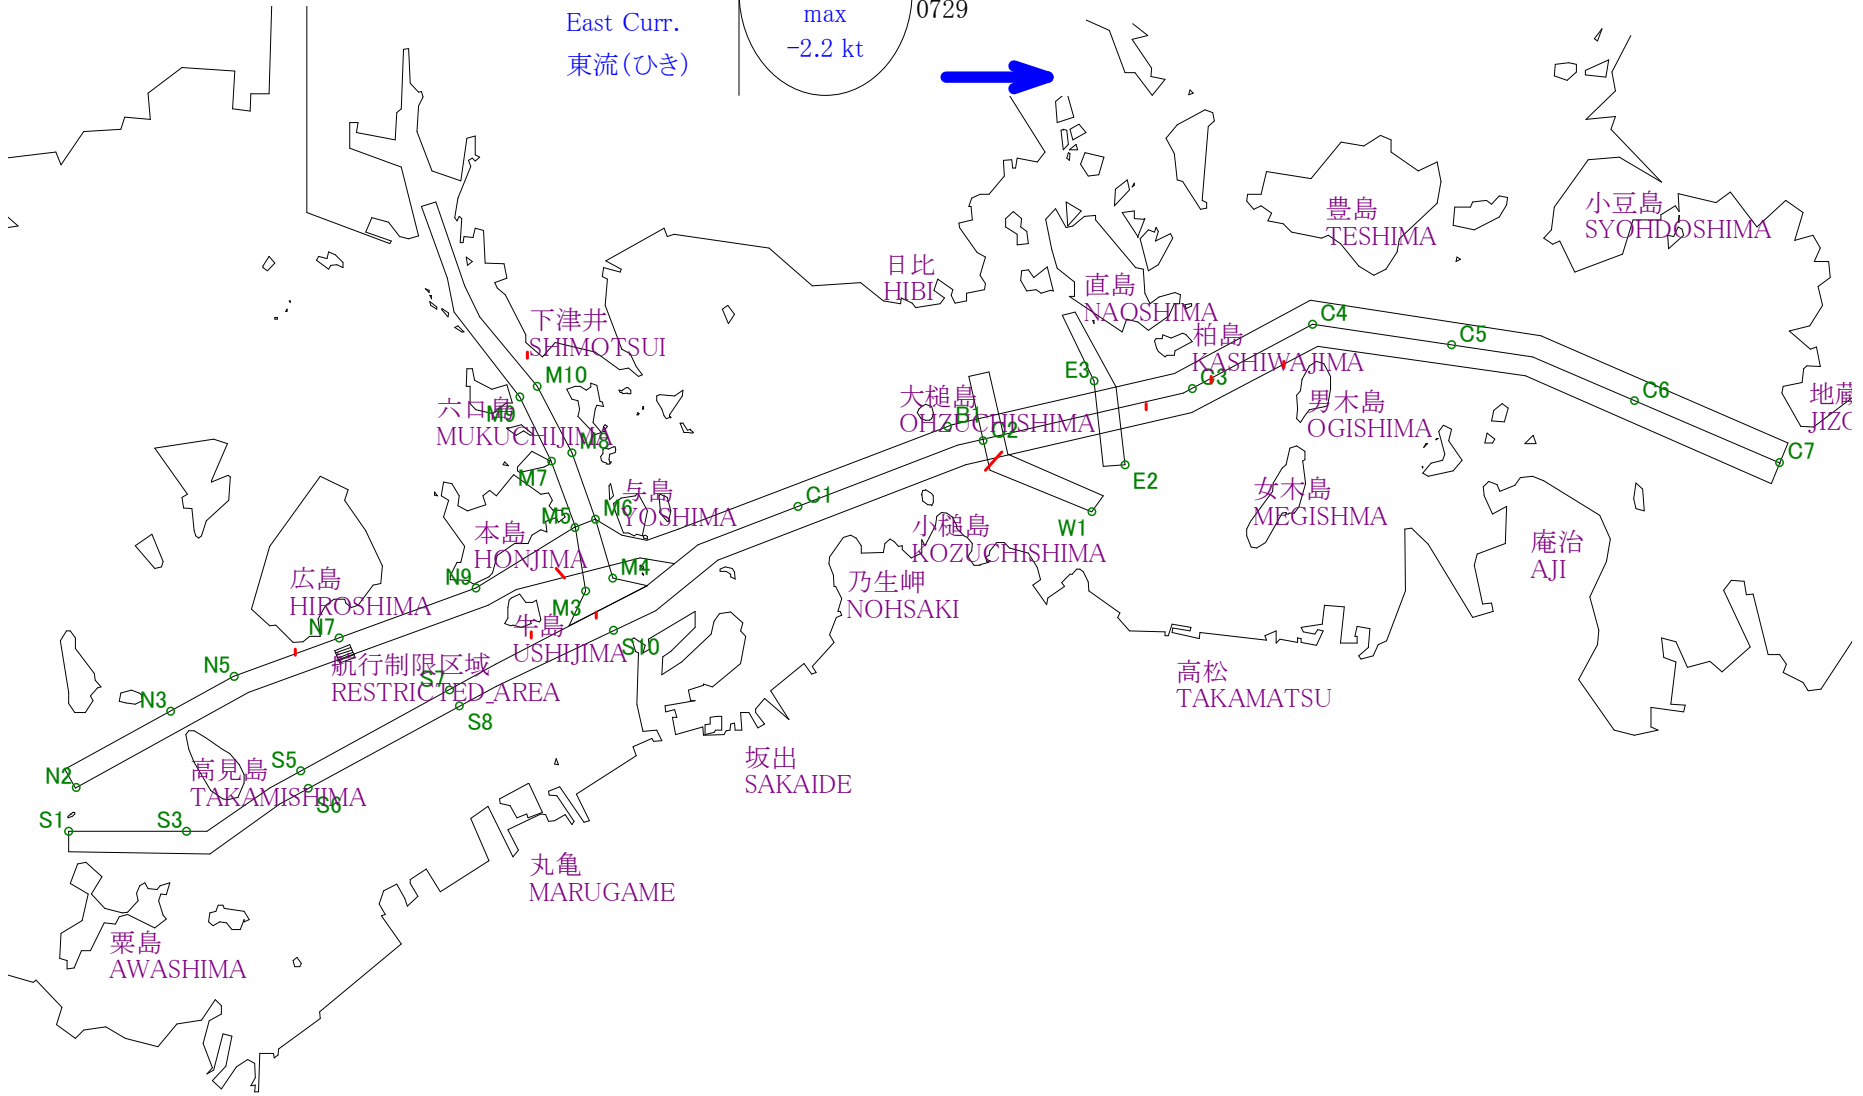 East Curr.
東流(ひき)
max
-2.2 kt
0729
豊島
TESHIMA
小豆島
SYOHDOSHIMA
日比
HIBI
直島
NAOSHIMA
下津井
SHIMOTSUI
柏島
KASHIWAJIMA
C4
C5
M10
E3
C3
C6
六口島
MUKUCHIJIMA
M9
M8
大槌島
OHZUCHISHIMA
B1
C2
男木島
OGISHIMA
地蔵
JIZO
M7
E2
C7
与島
YOSHIMA
C1
女木島
MEGISHMA
M5
M6
W1
本島
HONJIMA
小槌島
KOZUCHISHIMA
庵治
AJI
広島
HIROSHIMA
N9
M4
M3
乃生岬
NOHSAKI
N7
牛島
USHIJIMA
S10
N5
航行制限区域
RESTRICTED_AREA
S7
高松
TAKAMATSU
N3
S8
N2
高見島
TAKAMISHIMA
S5
S6
坂出
SAKAIDE
S1
S3
丸亀
MARUGAME
粟島
AWASHIMA